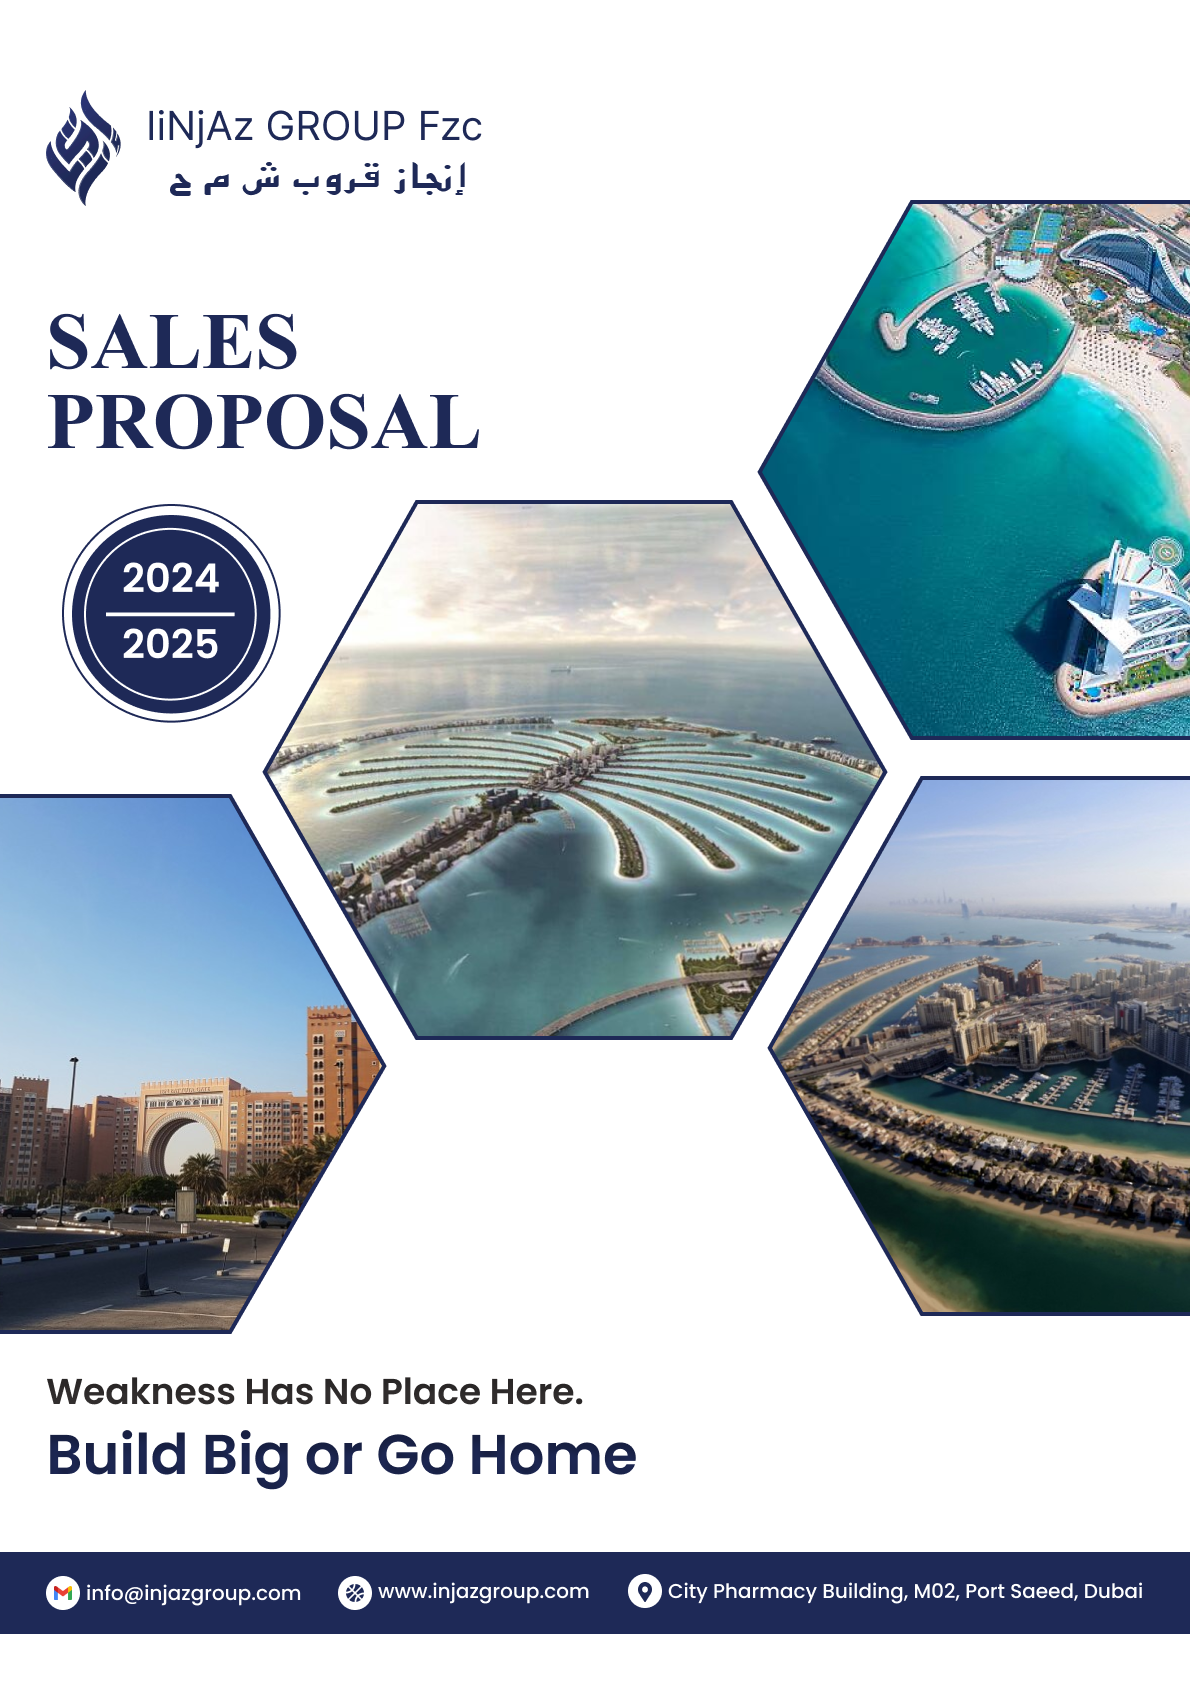 IiNjAz GROUP Fzc
إنجاز قروب ش م ح
SALES
PROPOSAL
2024
2025
Weakness Has No Place Here.
Build Big or Go Home
info@injazgroup.com
www.injazgroup.com
City Pharmacy Building, M02, Port Saeed, Dubai